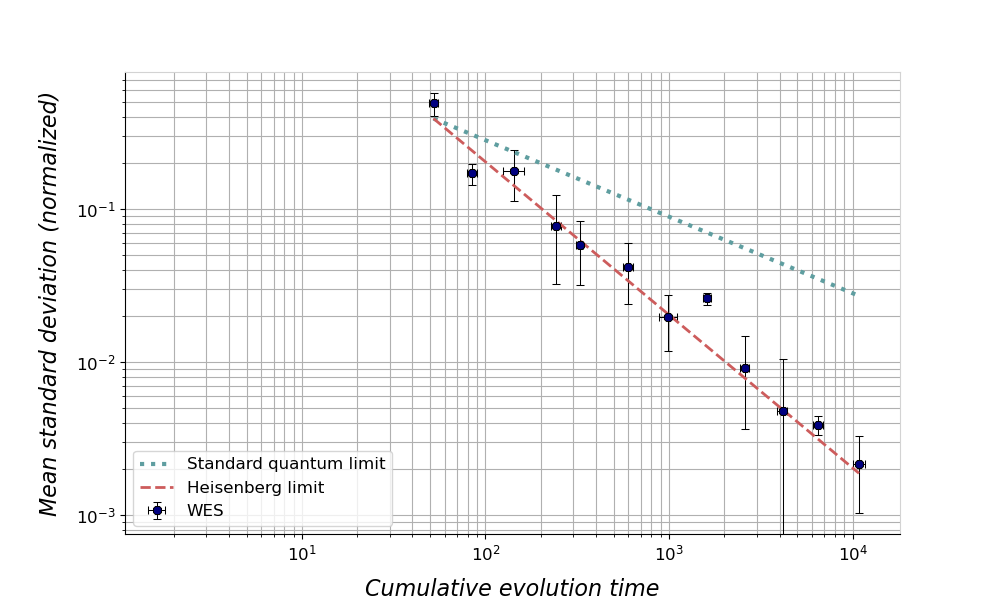 Mean standard deviation (normalized)
10⁻¹
10⁻²
10⁻³
Standard quantum limit
Heisenberg limit
WES
10¹ 10² 10³ 10⁴
Cumulative evolution time